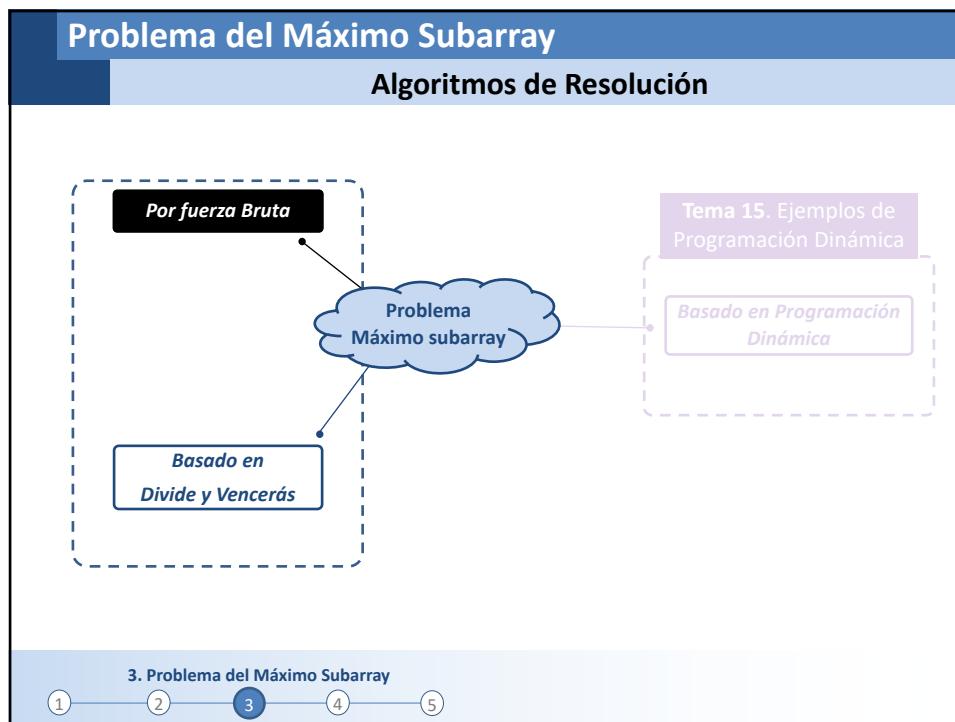 Problema del Máximo Subarray
Algoritmos de Resolución
Por fuerza Bruta
Tema 15. Ejemplos de
Programación Dinámica
Problema
Máximo subarray
Basado en Programación
Dinámica
Basado en
Divide y Vencerás
3. Problema del Máximo Subarray
1 2 3 4 5